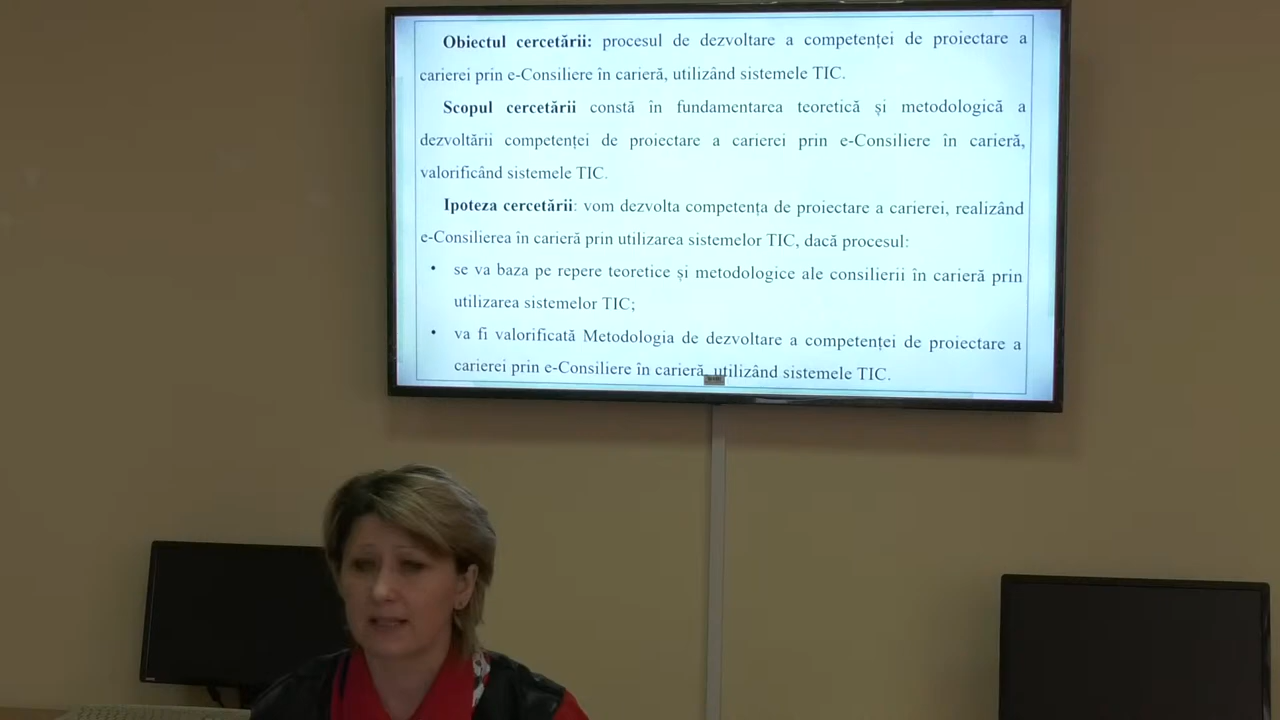 Obiectul cercetării: procesul de dezvoltare a competenței de proiectare a
carierei prin e-Consiliere în carieră, utilizând sistemele TIC.
Scopul cercetării constă în fundamentarea teoretică și metodologică a
dezvoltării competenței de proiectare a carierei prin e-Consiliere în carieră,
valorificând sistemele TIC.
Ipoteza cercetării: vom dezvolta competența de proiectare a carierei, realizând
e-Consilierea în carieră prin utilizarea sistemelor TIC, dacă procesul:
• se va baza pe repere teoretice și metodologice ale consilierii în carieră prin
utilizarea sistemelor TIC;
• va fi valorificată Metodologia de dezvoltare a competenței de proiectare a
carierei prin e-Consiliere în carieră, utilizând sistemele TIC.